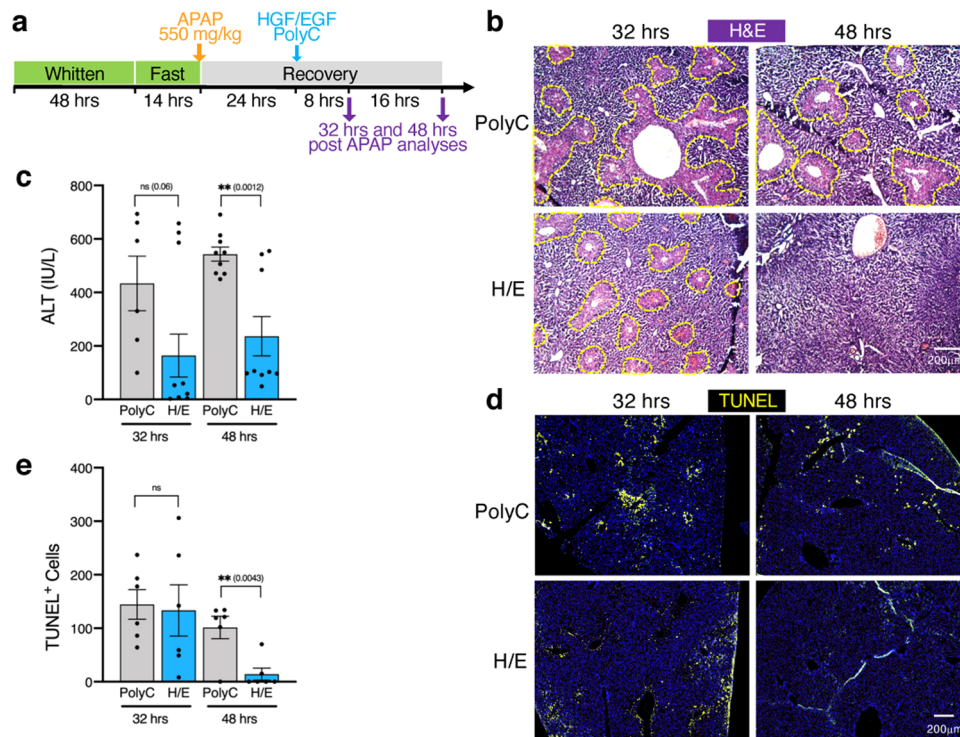 a
APAP
550 mg/kg
HGF/EGF
PolyC
Whitten
Fast
Recovery
48 hrs
14 hrs
24 hrs
8 hrs
16 hrs
32 hrs and 48 hrs
post APAP analyses
b
32 hrs
H&E
48 hrs
PolyC
H/E
200μm
c
800
600
400
200
0
ALT (IU/L)
ns (0.06)
** (0.0012)
PolyC
H/E
PolyC
H/E
32 hrs
48 hrs
d
32 hrs
TUNEL
48 hrs
PolyC
H/E
200μm
e
400
300
200
100
0
TUNEL+ Cells
ns
** (0.0043)
PolyC
H/E
PolyC
H/E
32 hrs
48 hrs